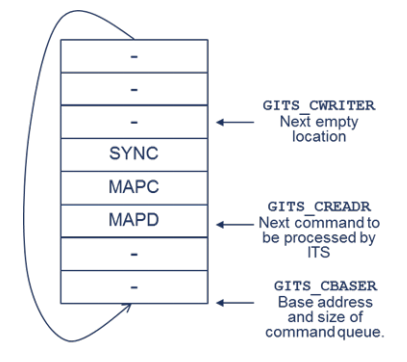 -
-
-
SYNC
MAPC
MAPD
-
-
GITS_CWRITER
Next empty
location
GITS_CREADR
Next command to
be processed by
ITS
GITS_CBASER
Base address
and size of
command queue.